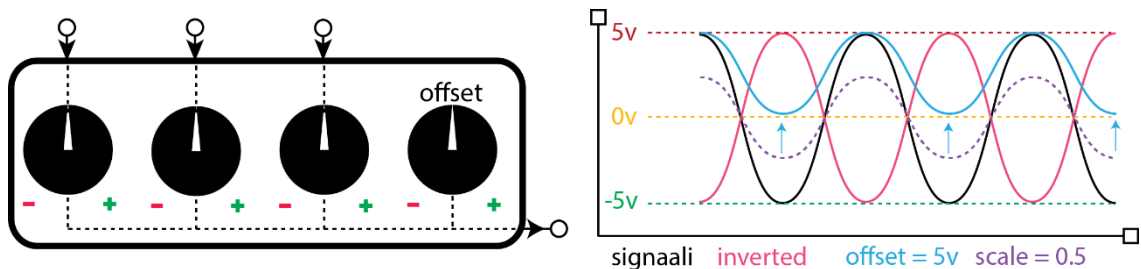 offset
- + - + - + - +
5v
0v
-5v
signaali inverted offset = 5v scale = 0.5